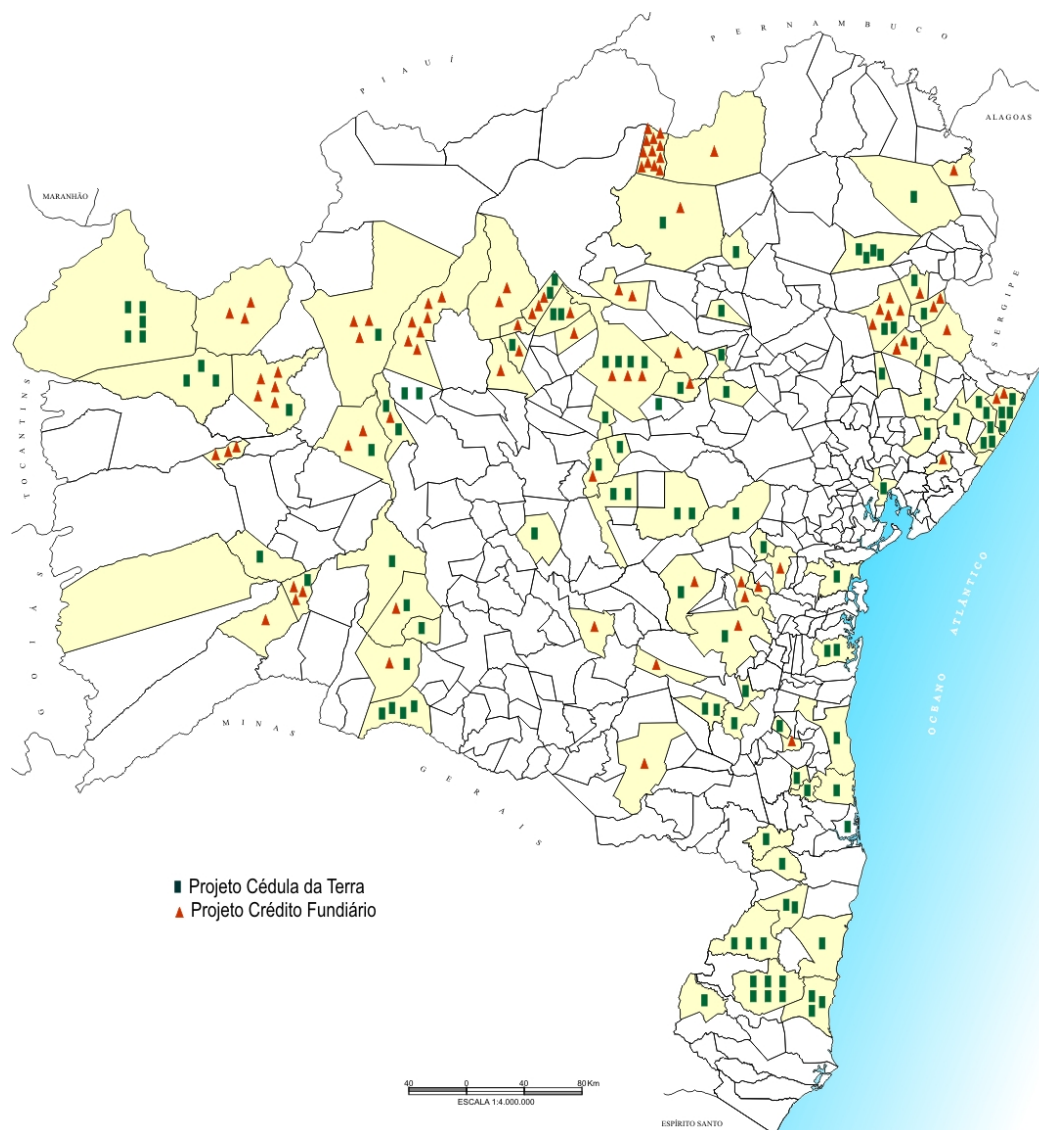 PERNAMBUCO
PIAUÍ
ALAGOAS
MARANHÃO
SERGIPE
TOCANTINS
GOIÁS
OCEANO ATLÂNTICO
MINAS
GERAIS
Projeto Cédula da Terra
Projeto Crédito Fundiário
40 0 40 80 Km
ESCALA 1:4.000.000
ESPÍRITO SANTO